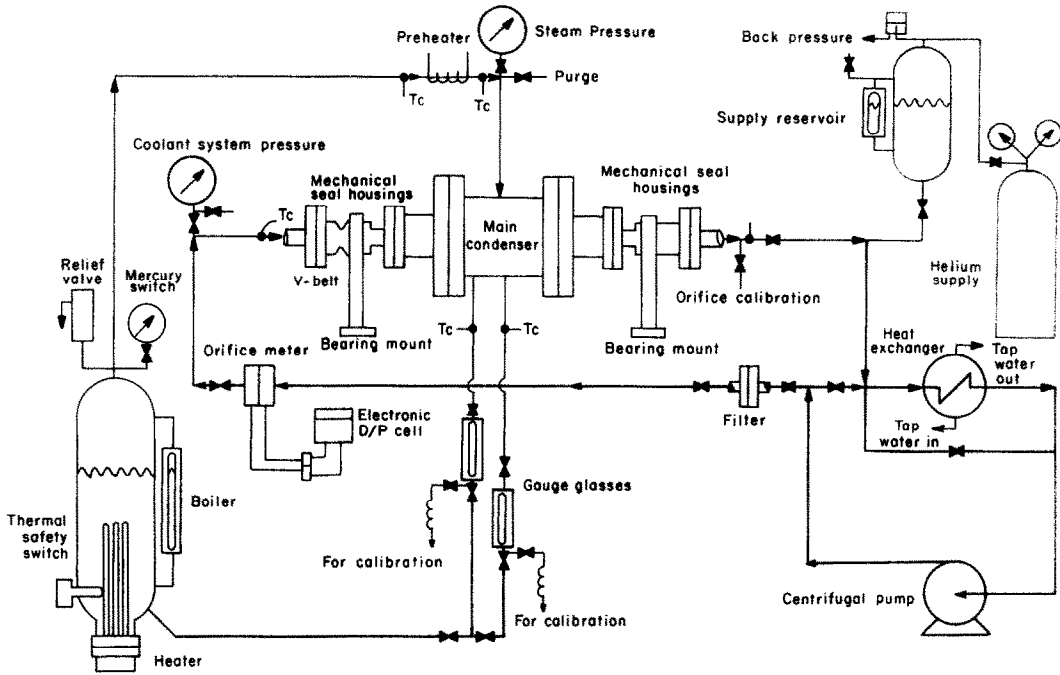 Preheater
Steam Pressure
Back pressure
Purge
Tc
Tc
Supply reservoir
Coolant system pressure
Mechanical
seal housings
Mechanical seal
housings
Tc
Main
condenser
Relief
valve
Mercury
switch
V-belt
Helium
supply
Orifice calibration
Tc
Tc
Bearing mount
Bearing mount
Heat
exchanger
Tap
water
out
Orifice meter
Electronic
D/P cell
Filter
Tap
water in
Boiler
Gauge glasses
Thermal
safety
switch
For calibration
Centrifugal pump
For calibration
Heater